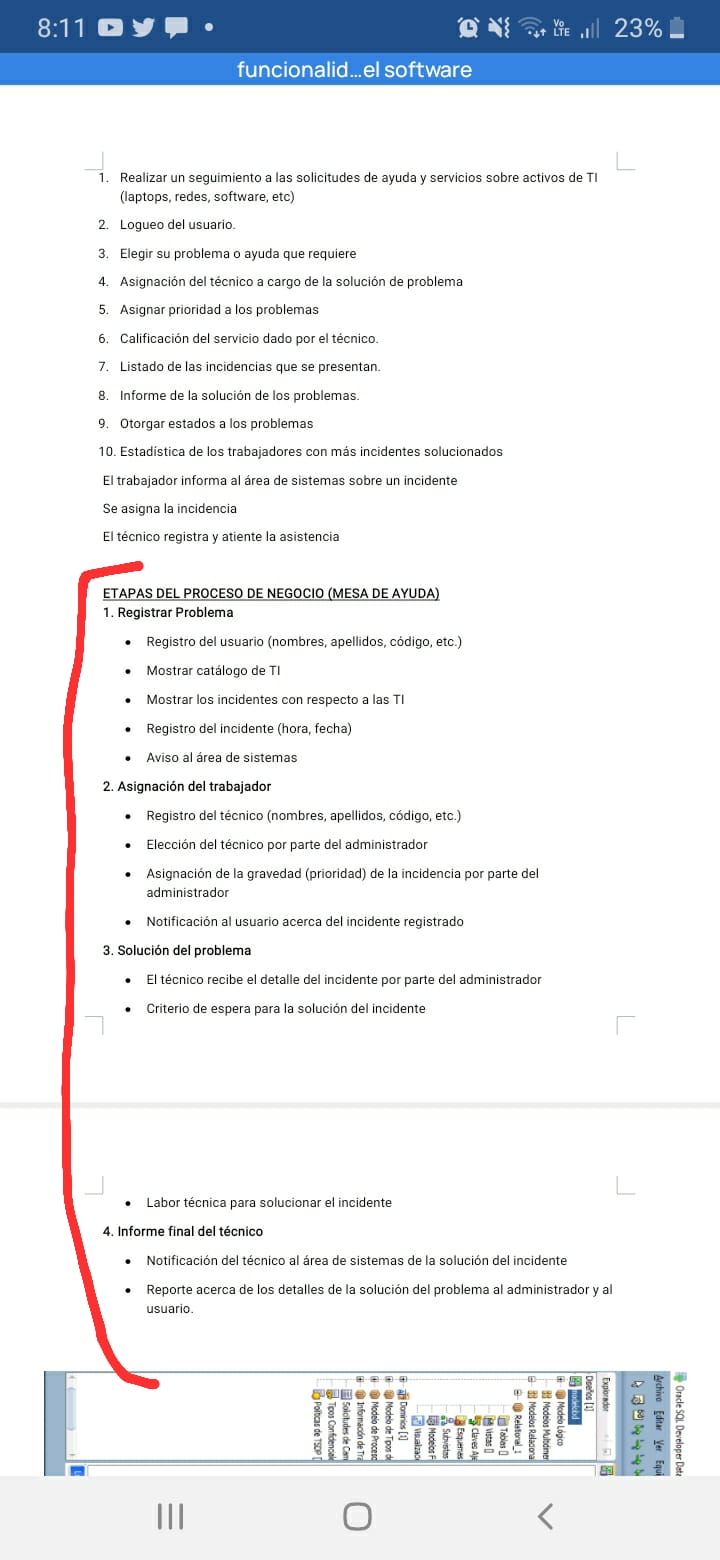 8:11
Vo
LTE
23%
funcionalid...el software
1. Realizar un seguimiento a las solicitudes de ayuda y servicios sobre activos de TI
(laptops, redes, software, etc)
2. Logueo del usuario.
3. Elegir su problema o ayuda que requiere
4. Asignación del técnico a cargo de la solución de problema
5. Asignar prioridad a los problemas
6. Calificación del servicio dado por el técnico.
7. Listado de las incidencias que se presentan.
8. Informe de la solución de los problemas.
9. Otorgar estados a los problemas
10. Estadística de los trabajadores con más incidentes solucionados
El trabajador informa al área de sistemas sobre un incidente
Se asigna la incidencia
El técnico registra y atiente la asistencia
ETAPAS DEL PROCESO DE NEGOCIO (MESA DE AYUDA)
1. Registrar Problema
• Registro del usuario (nombres, apellidos, código, etc.)
• Mostrar catálogo de TI
• Mostrar los incidentes con respecto a las TI
• Registro del incidente (hora, fecha)
• Aviso al área de sistemas
2. Asignación del trabajador
• Registro del técnico (nombres, apellidos, código, etc.)
• Elección del técnico por parte del administrador
• Asignación de la gravedad (prioridad) de la incidencia por parte del
administrador
• Notificación al usuario acerca del incidente registrado
3. Solución del problema
• El técnico recibe el detalle del incidente por parte del administrador
• Criterio de espera para la solución del incidente
• Labor técnica para solucionar el incidente
4. Informe final del técnico
• Notificación del técnico al área de sistemas de la solución del incidente
• Reporte acerca de los detalles de la solución del problema al administrador y al
usuario.
Oracle SQL Developer Data
Archivo Editar Ver Equi
Explorador
Diseños [1]
Modelo Lógico
Modelos Multidimen
Modelos Relaciona
Relational_1
Tablas []
Vistas []
Claves Aje
Esquemas
Subvistas
Modelos F
Visualizaci
Dominios [1]
Modelo de Tipos d
Modelo de Proceso
Información de Tra
Solicitudes de Cam
Tipos Confidenciale
Políticas de TSDP [